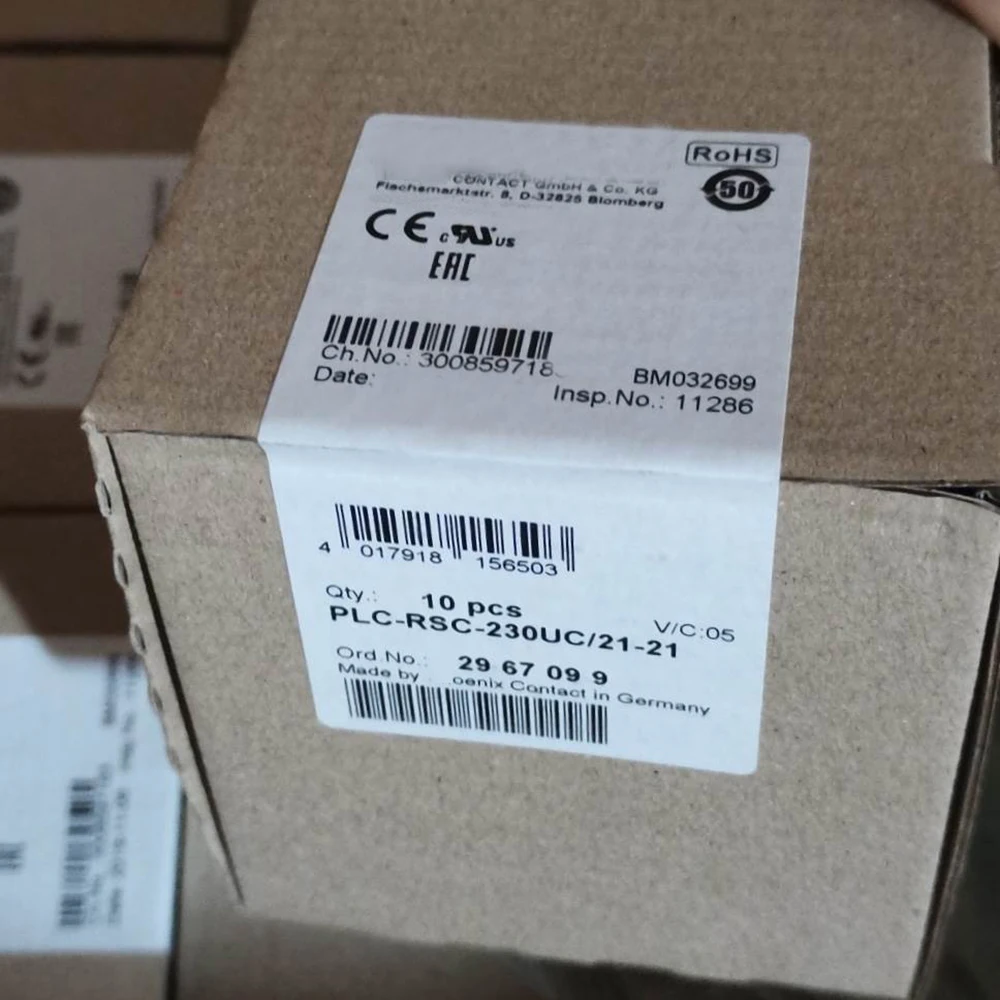 RoHS
50
CONTACT GmbH & Co. KG
Flachsmarktstr. 8, D-32825 Blomberg
CE c US
EAC
Ch.No.: 300859718
BM032699
Date:
Insp.No.: 11286
4 017918 156503
Qty.: 10 pcs
V/C:05
PLC-RSC-230UC/21-21
Ord.No.: 29 67 09 9
Made by oenix Contact in Germany